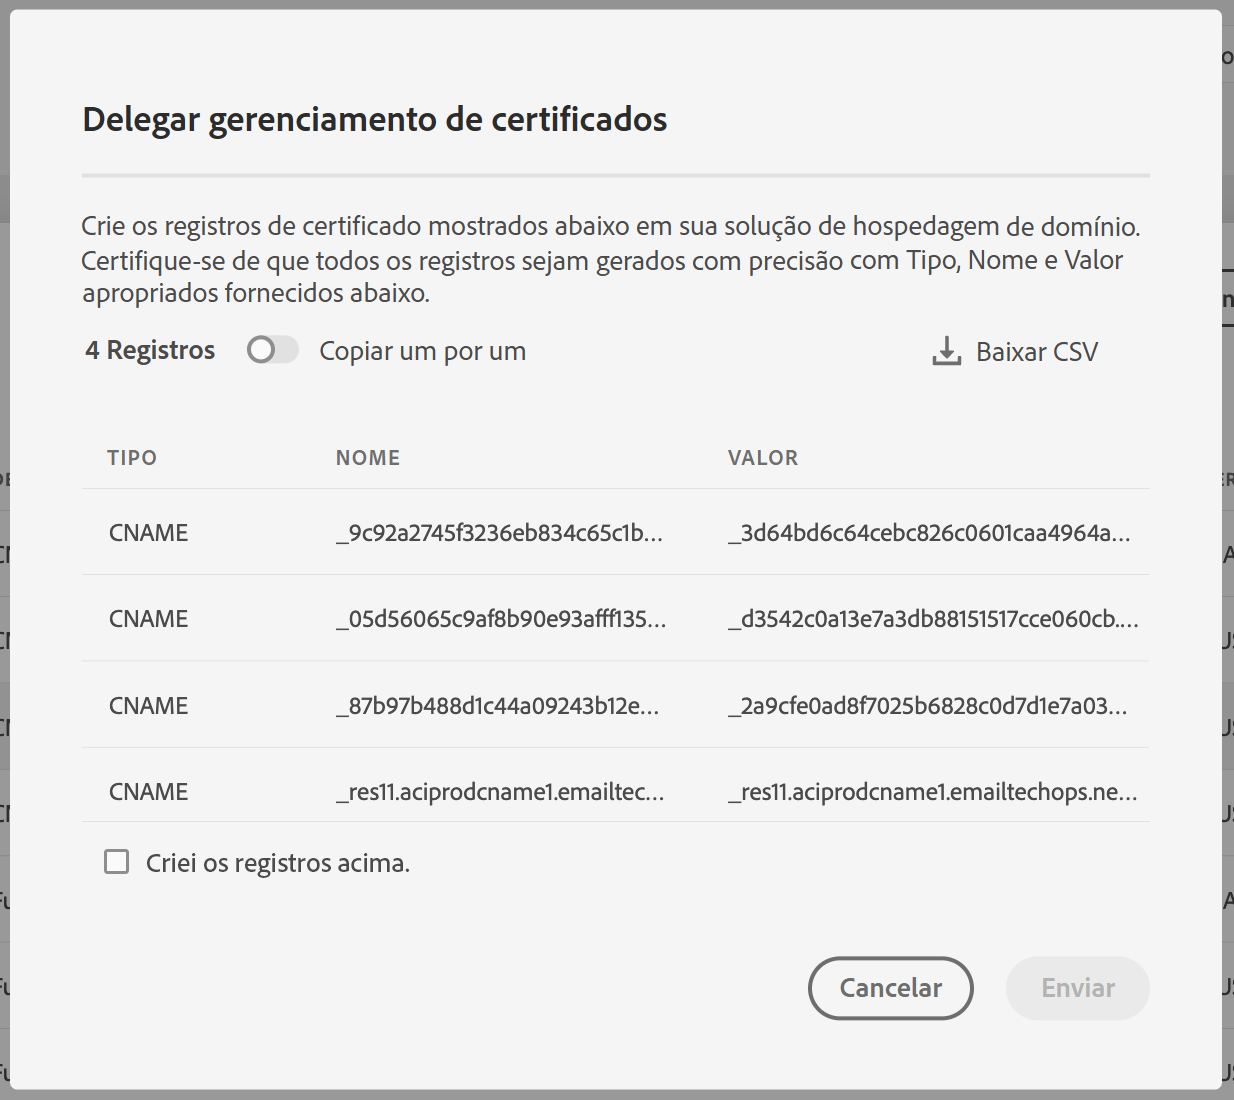 Delegar gerenciamento de certificados
Crie os registros de certificado mostrados abaixo em sua solução de hospedagem de domínio.
Certifique-se de que todos os registros sejam gerados com precisão com Tipo, Nome e Valor
apropriados fornecidos abaixo.
4 Registros Copiar um por um Baixar CSV
TIPO NOME VALOR
CNAME _9c92a2745f3236eb834c65c1b... _3d64bd6c64cebc826c0601caa4964a...
CNAME _05d56065c9af8b90e93afff135... _d3542c0a13e7a3db88151517cce060cb....
CNAME _87b97b488d1c44a09243b12e... _2a9cfe0ad8f7025b6828c0d7d1e7a03...
CNAME _res11.aciprodcname1.emailtec... _res11.aciprodcname1.emailtechops.ne...
Criei os registros acima.
Cancelar Enviar